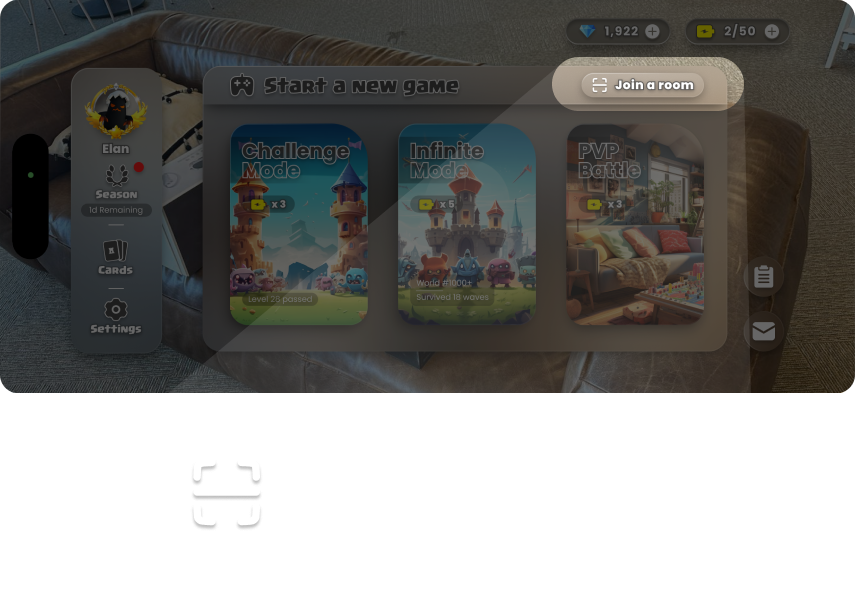 1,922
2/50
Start a new game
Join a room
Elan
Season
1d Remaining
Cards
Settings
Challenge
Mode
x 3
Level 28 passed
Infinite
Mode
x 5
World #1000+
Survived 18 waves
PVP
Battle
x 3